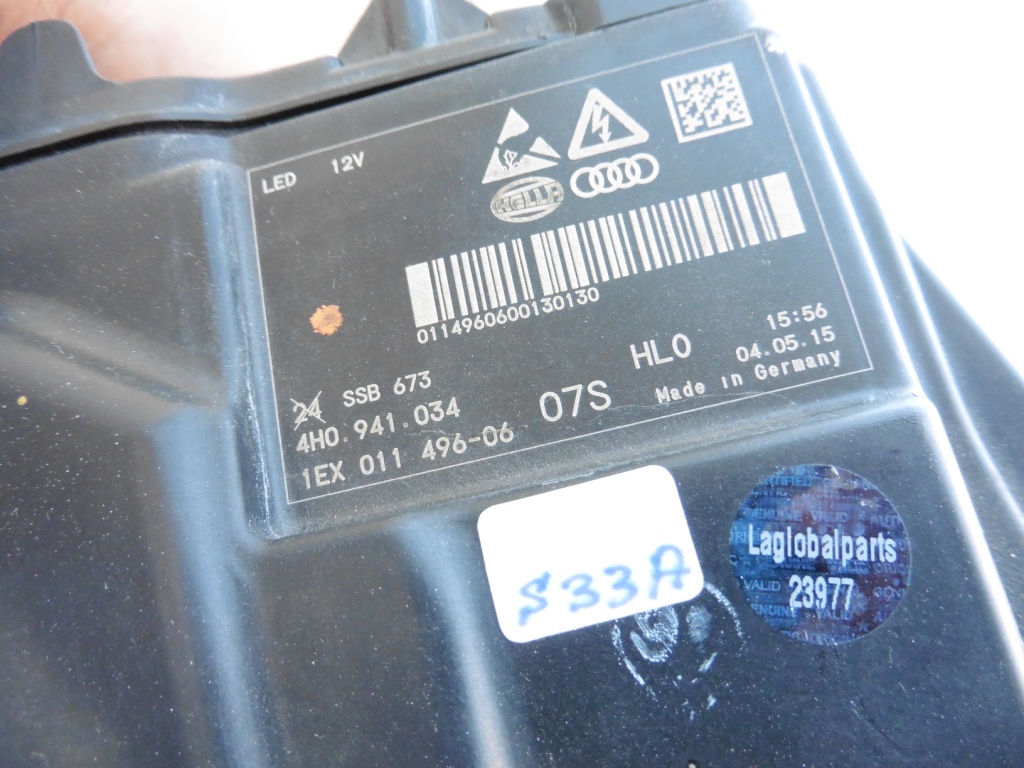 LED 12V
HELLA
0114960600130130
15:56
HL0 04.05.15
24 SSB 673
4H0.941.034 07S Made in Germany
1EX 011 496-06
S33A
Laglobalparts
VALID
23977